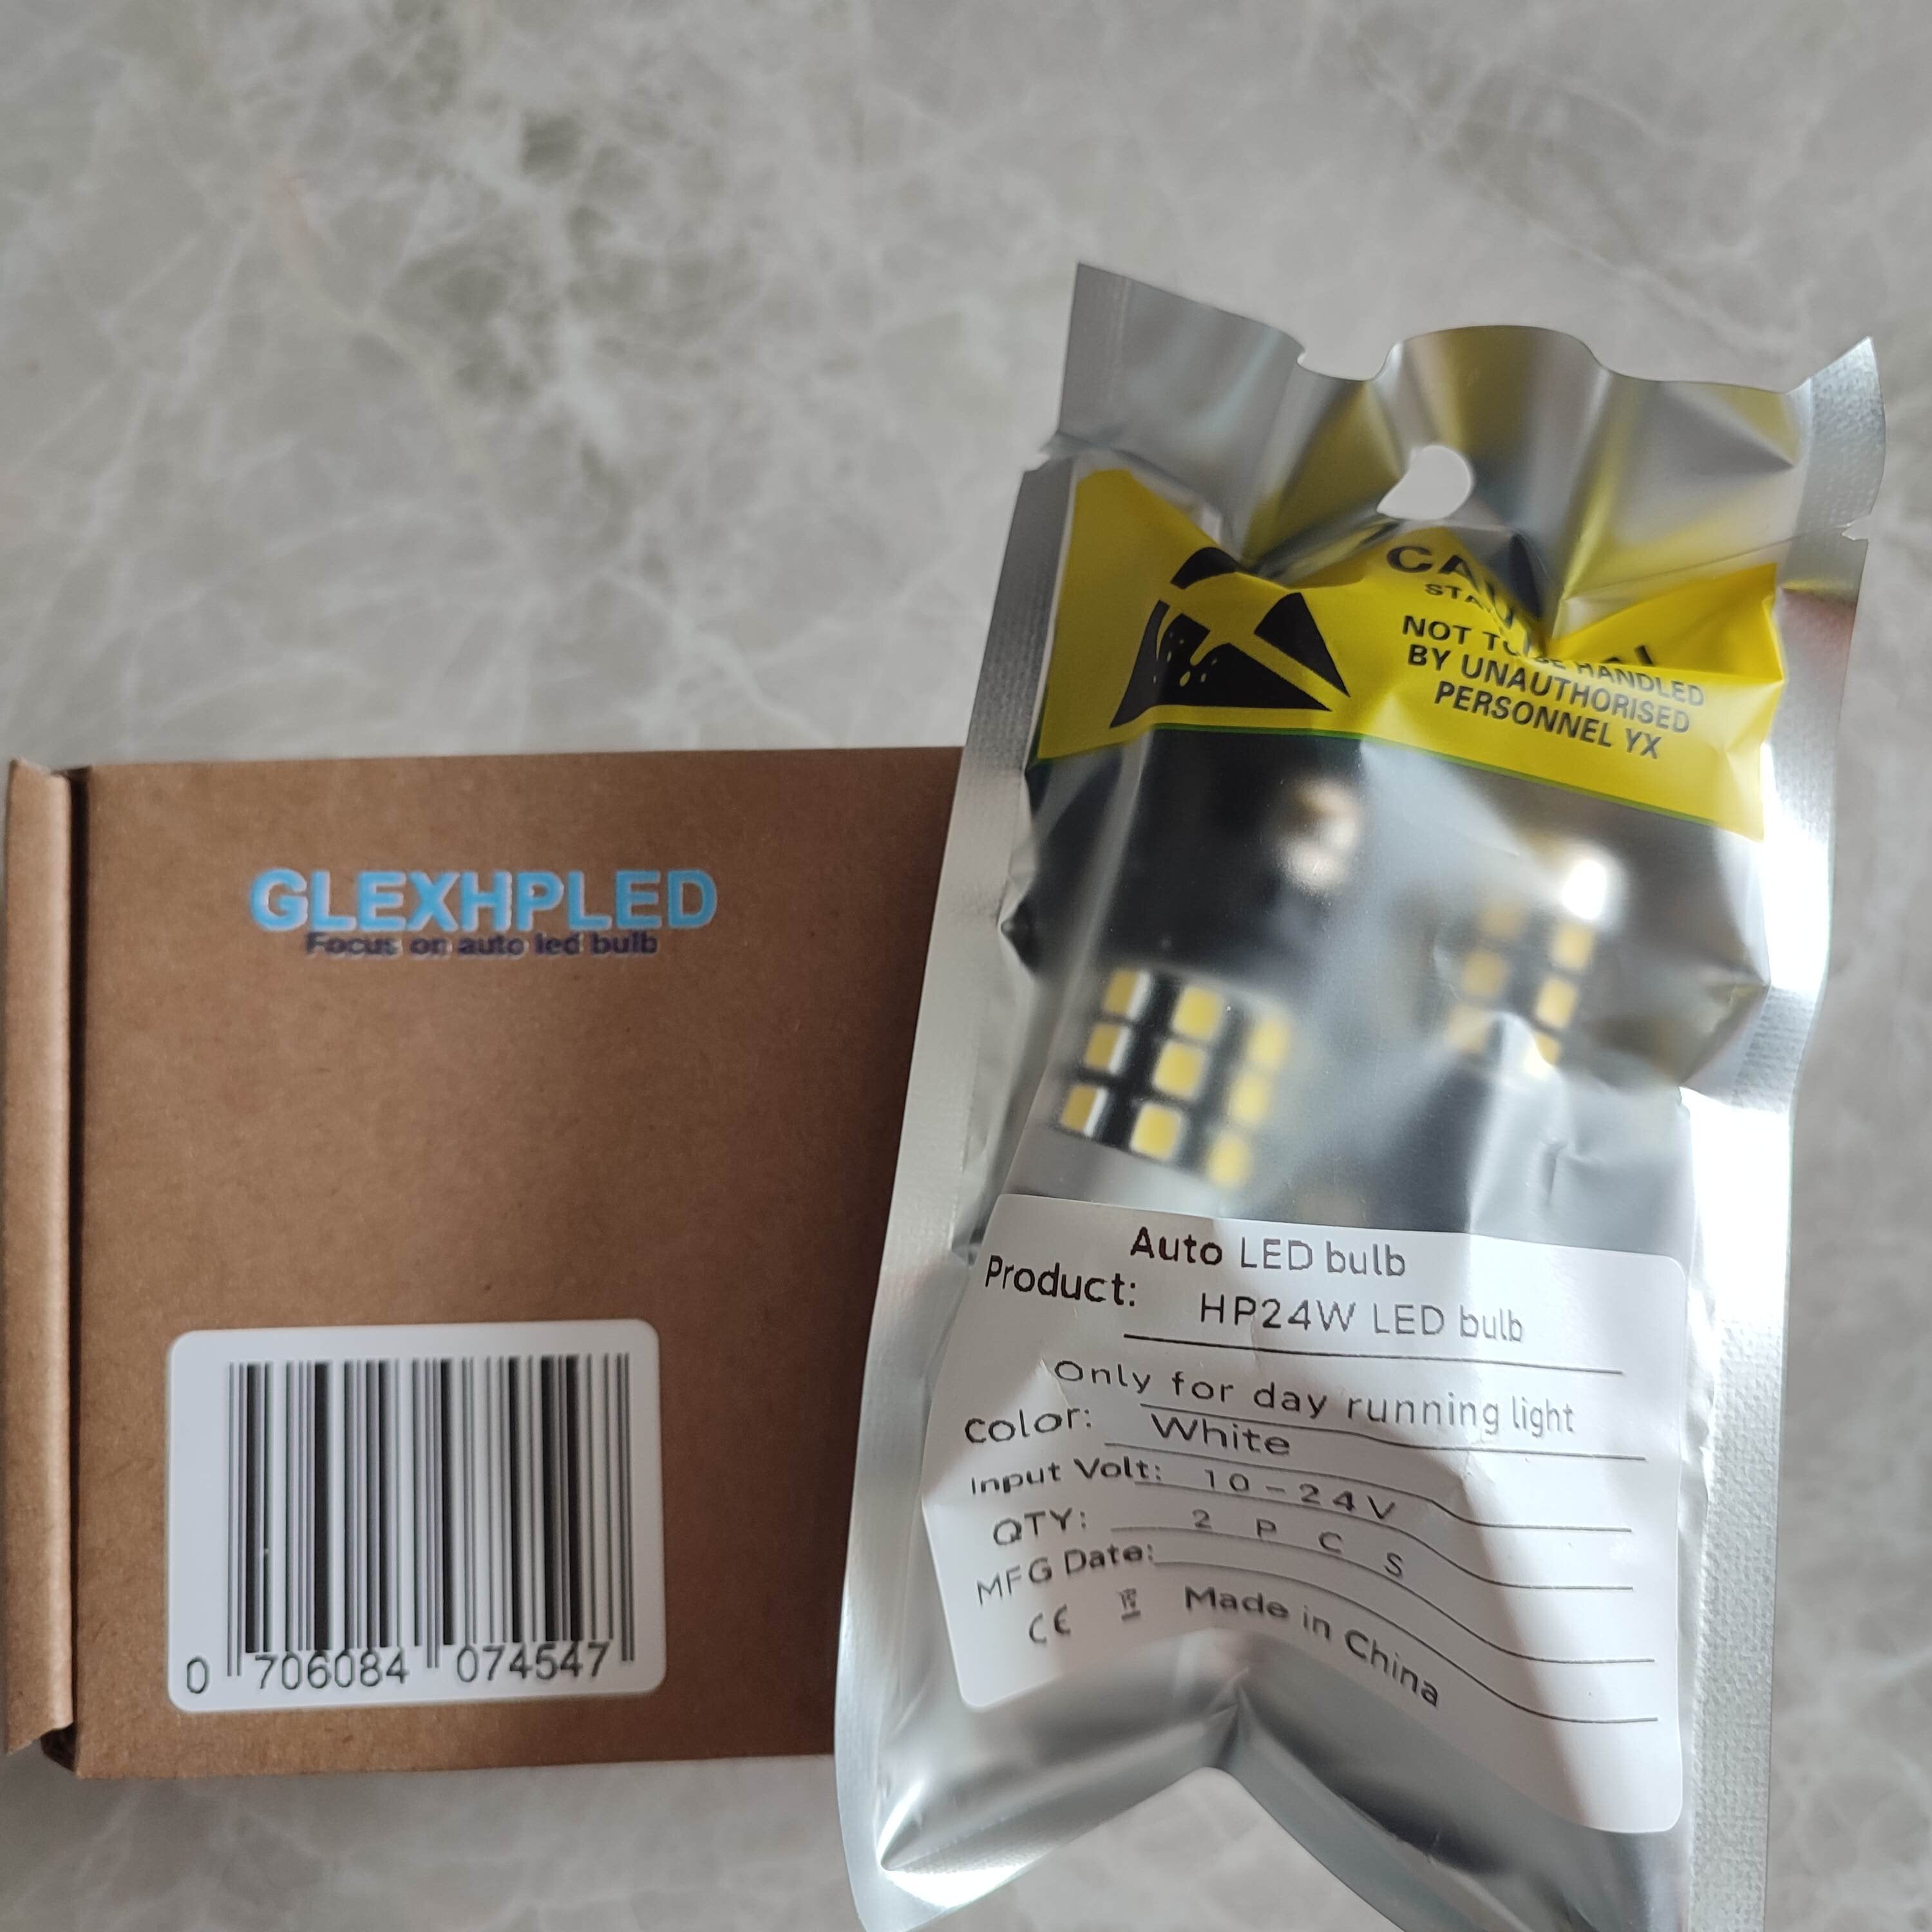 GLEXHPLED
Focus on auto led bulb
0 706084 074547
NOT HANDLED
BY UNAUTHORISED
PERSONNEL YX
Auto LED bulb
Product: HP24W LED bulb
Only for day running light
Color: White
Input Volt: 10-24V
QTY: 2 PCS
MFG Date:
CE Made in China